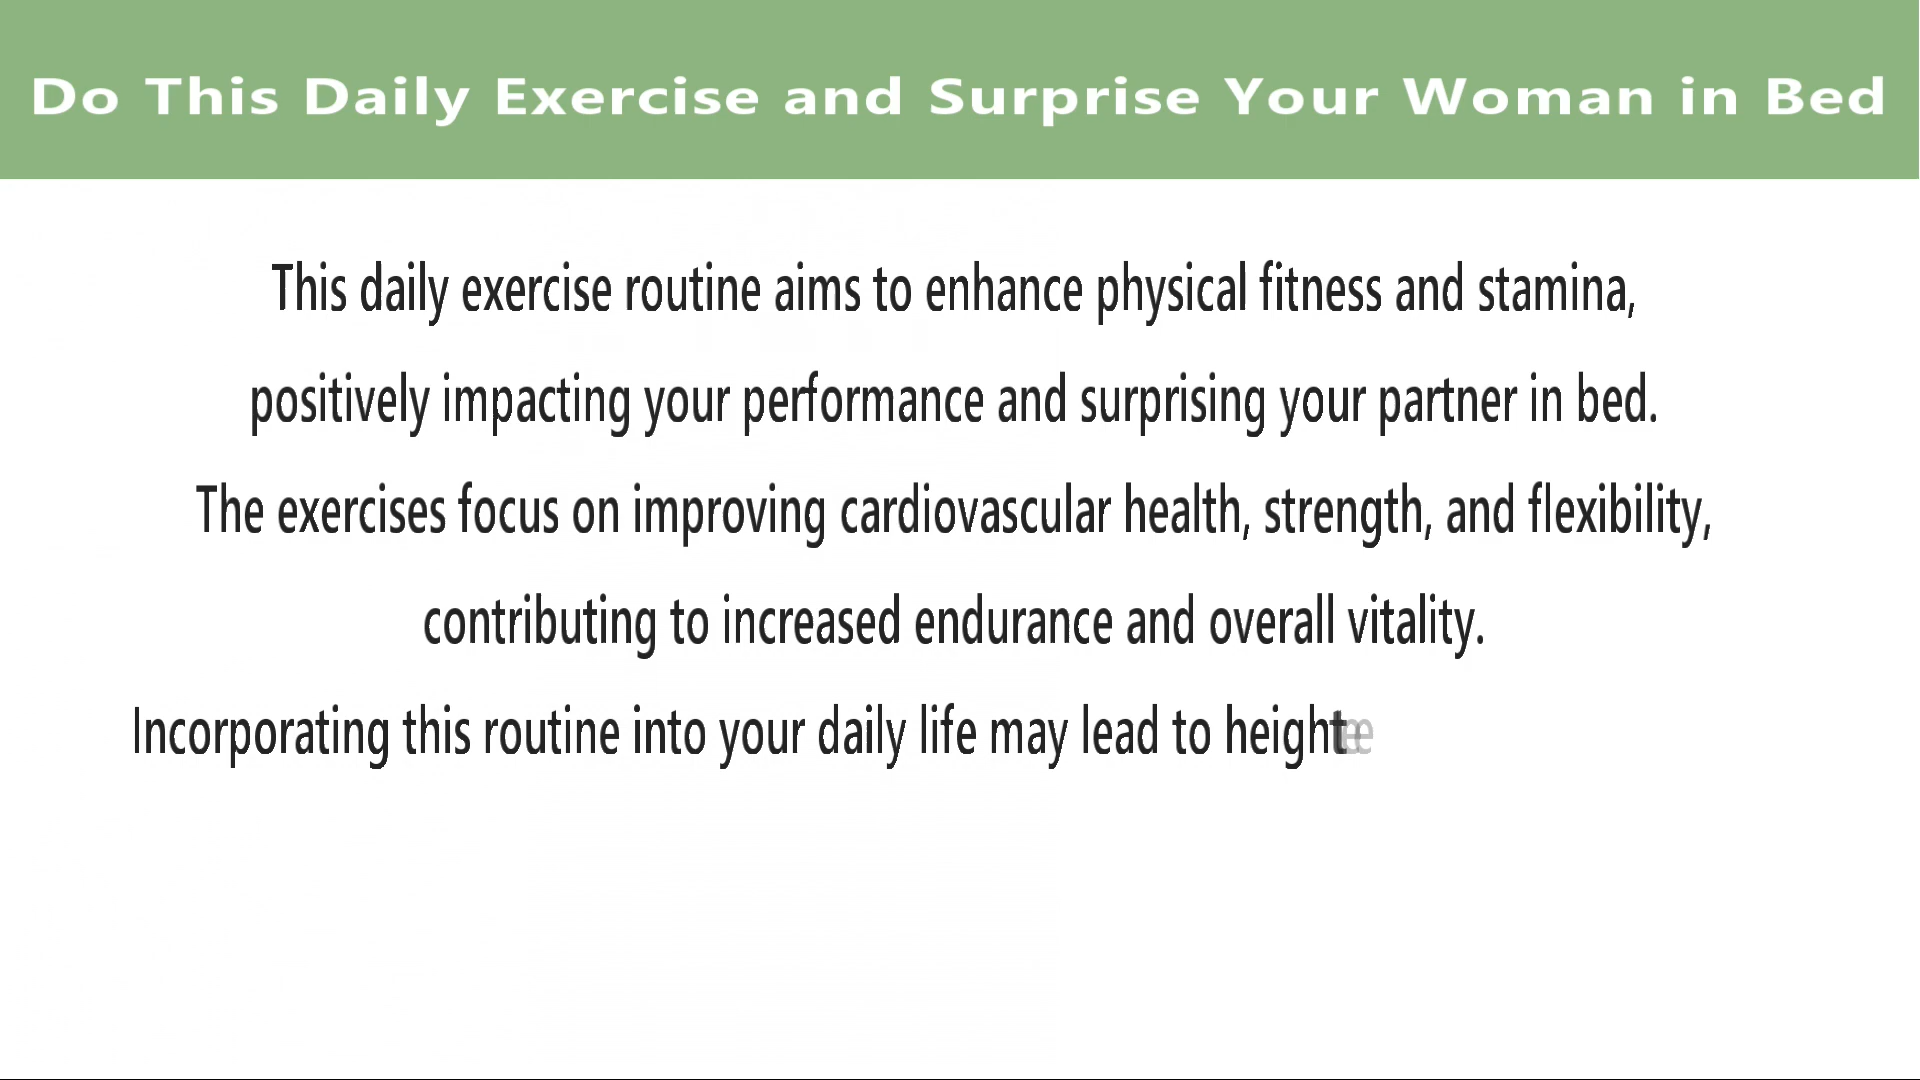 Do This Daily Exercise and Surprise Your Woman in Bed
This daily exercise routine aims to enhance physical fitness and stamina,
positively impacting your performance and surprising your partner in bed.
The exercises focus on improving cardiovascular health, strength, and flexibility,
contributing to increased endurance and overall vitality.
Incorporating this routine into your daily life may lead to